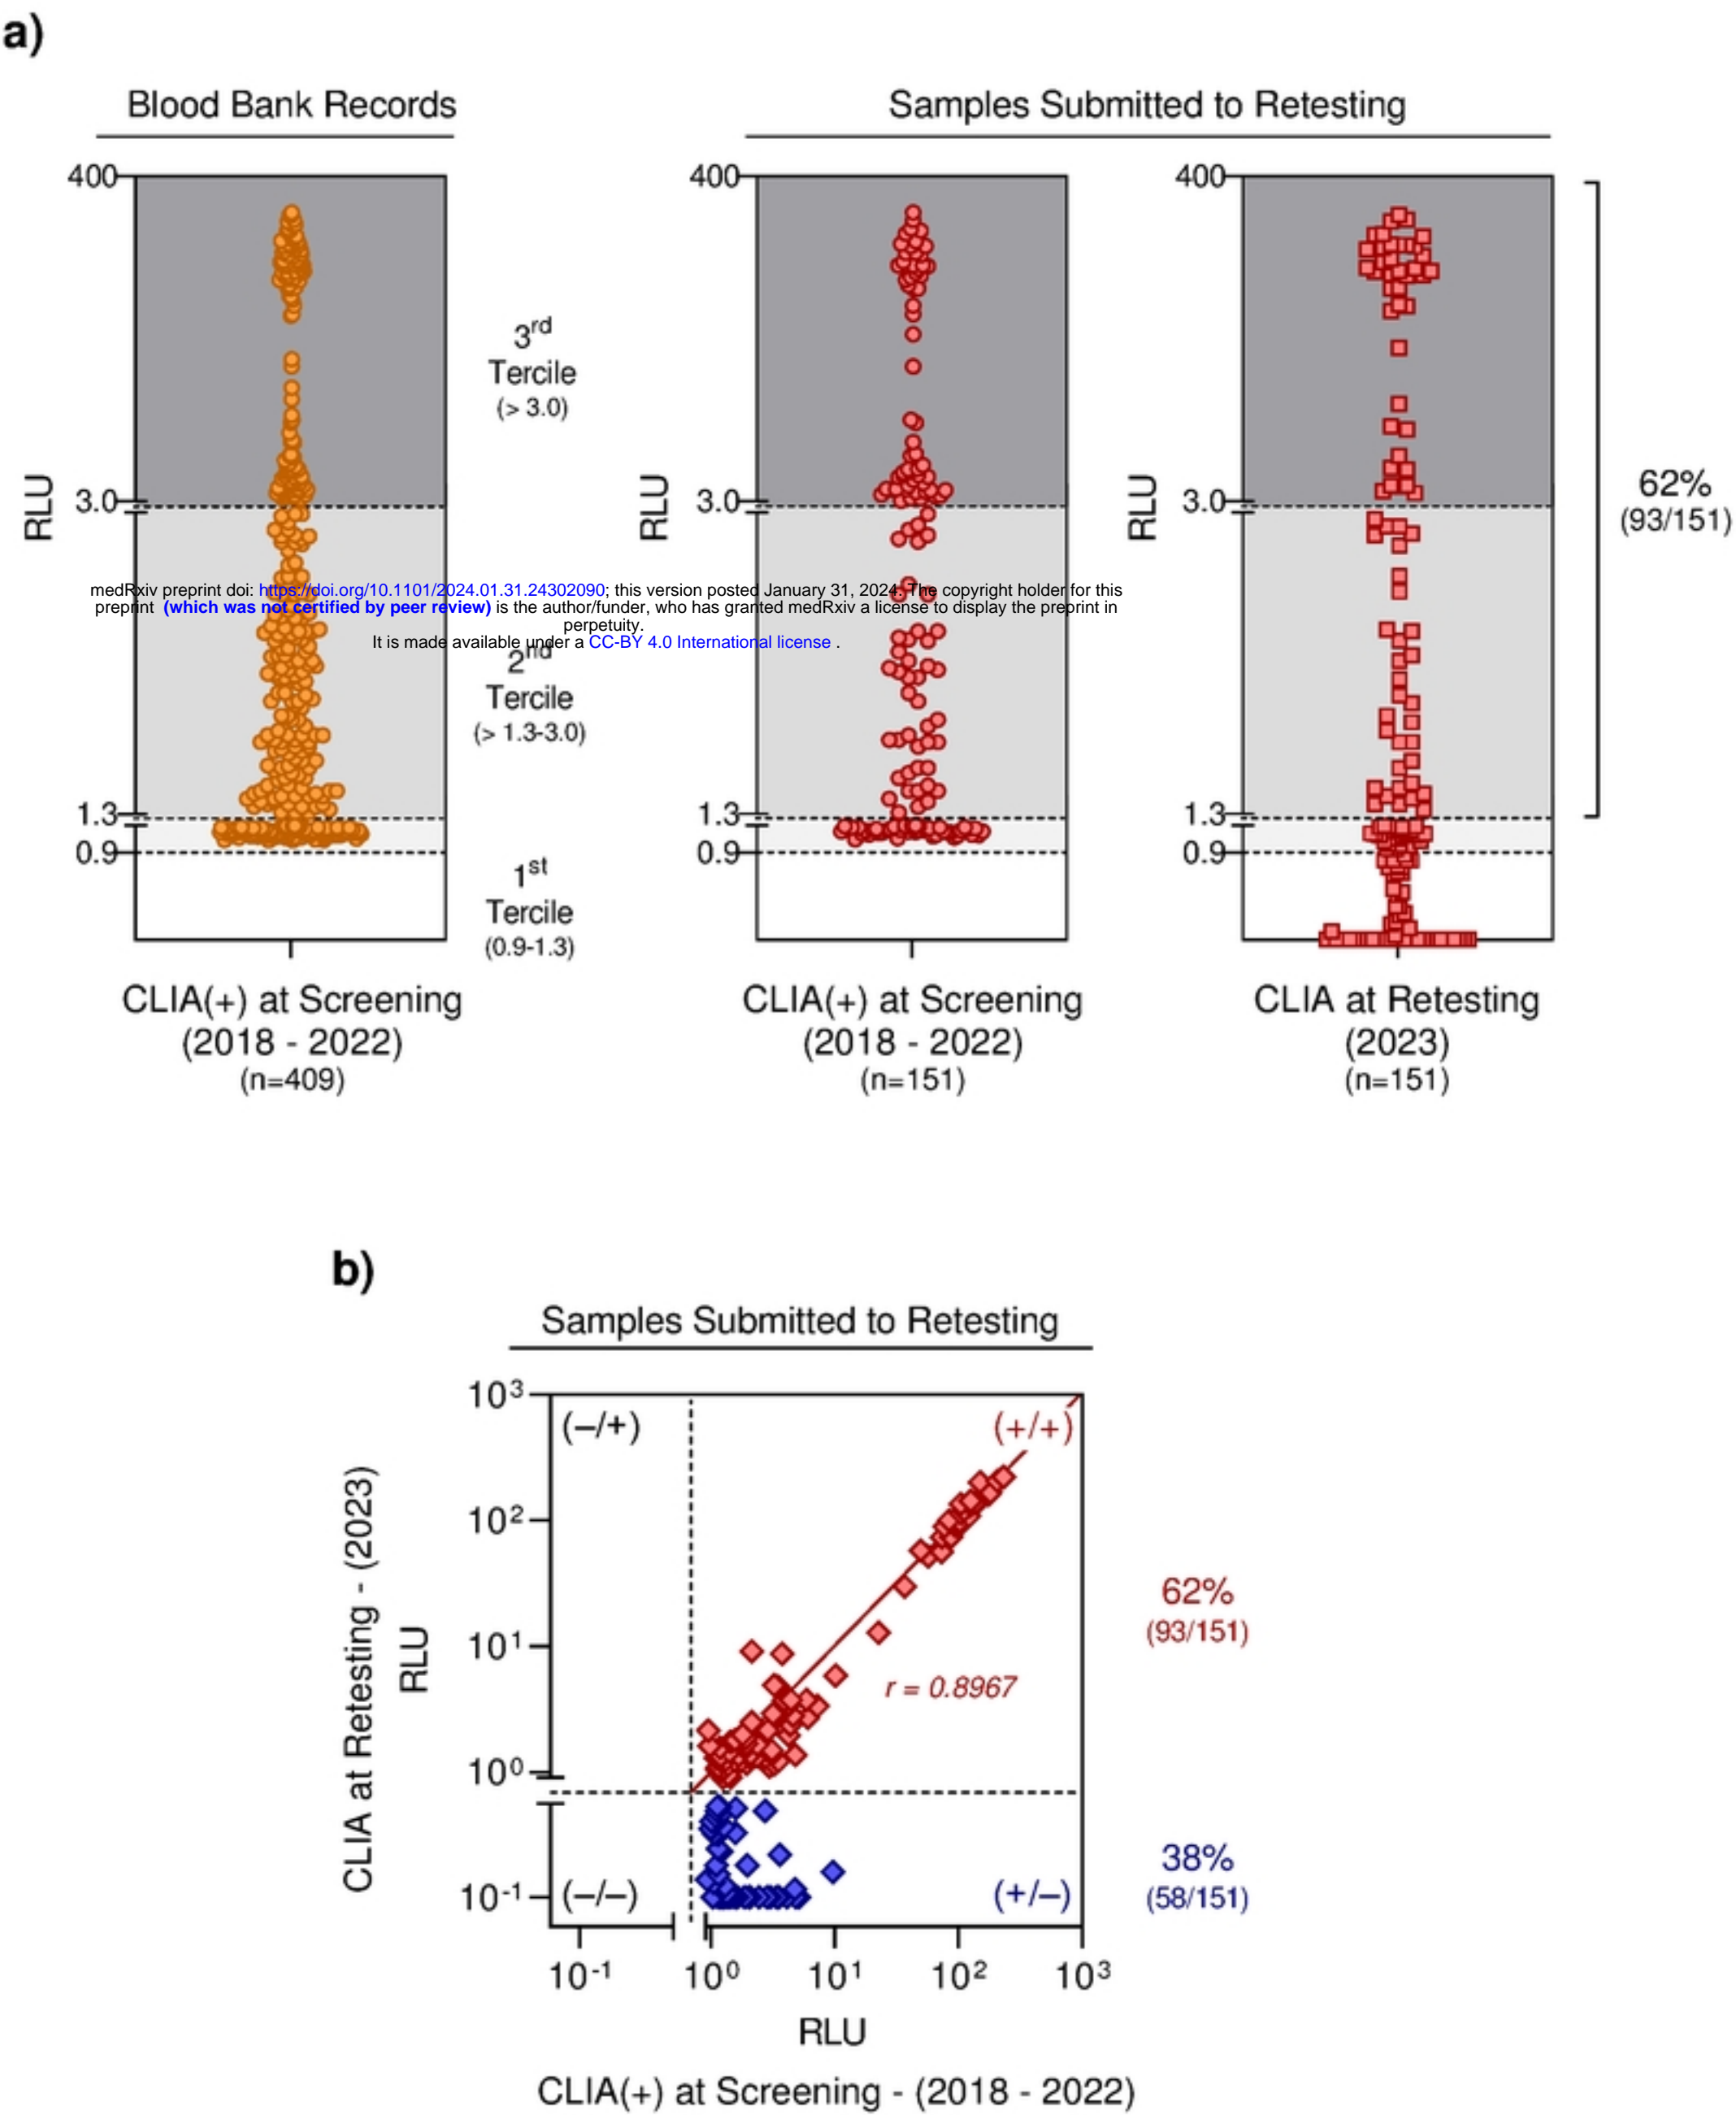 a)
Blood Bank Records
Samples Submitted to Retesting
400
3.0
1.3
0.9
RLU
3rd
Tercile
(> 3.0)
2nd
Tercile
(> 1.3-3.0)
1st
Tercile
(0.9-1.3)
400
3.0
1.3
0.9
RLU
400
3.0
1.3
0.9
RLU
62%
(93/151)
medRxiv preprint doi: https://doi.org/10.1101/2024.01.31.24302090; this version posted January 31, 2024. The copyright holder for this
preprint (which was not certified by peer review) is the author/funder, who has granted medRxiv a license to display the preprint in
perpetuity.
It is made available under a CC-BY 4.0 International license .
CLIA(+) at Screening
(2018 - 2022)
(n=409)
CLIA(+) at Screening
(2018 - 2022)
(n=151)
CLIA at Retesting
(2023)
(n=151)
b)
Samples Submitted to Retesting
CLIA at Retesting - (2023)
RLU
10³
10²
10¹
10⁰
10⁻¹
(–/+)
(+/+)
r = 0.8967
(–/–)
(+/–)
62%
(93/151)
38%
(58/151)
10⁻¹
10⁰
10¹
10²
10³
RLU
CLIA(+) at Screening - (2018 - 2022)